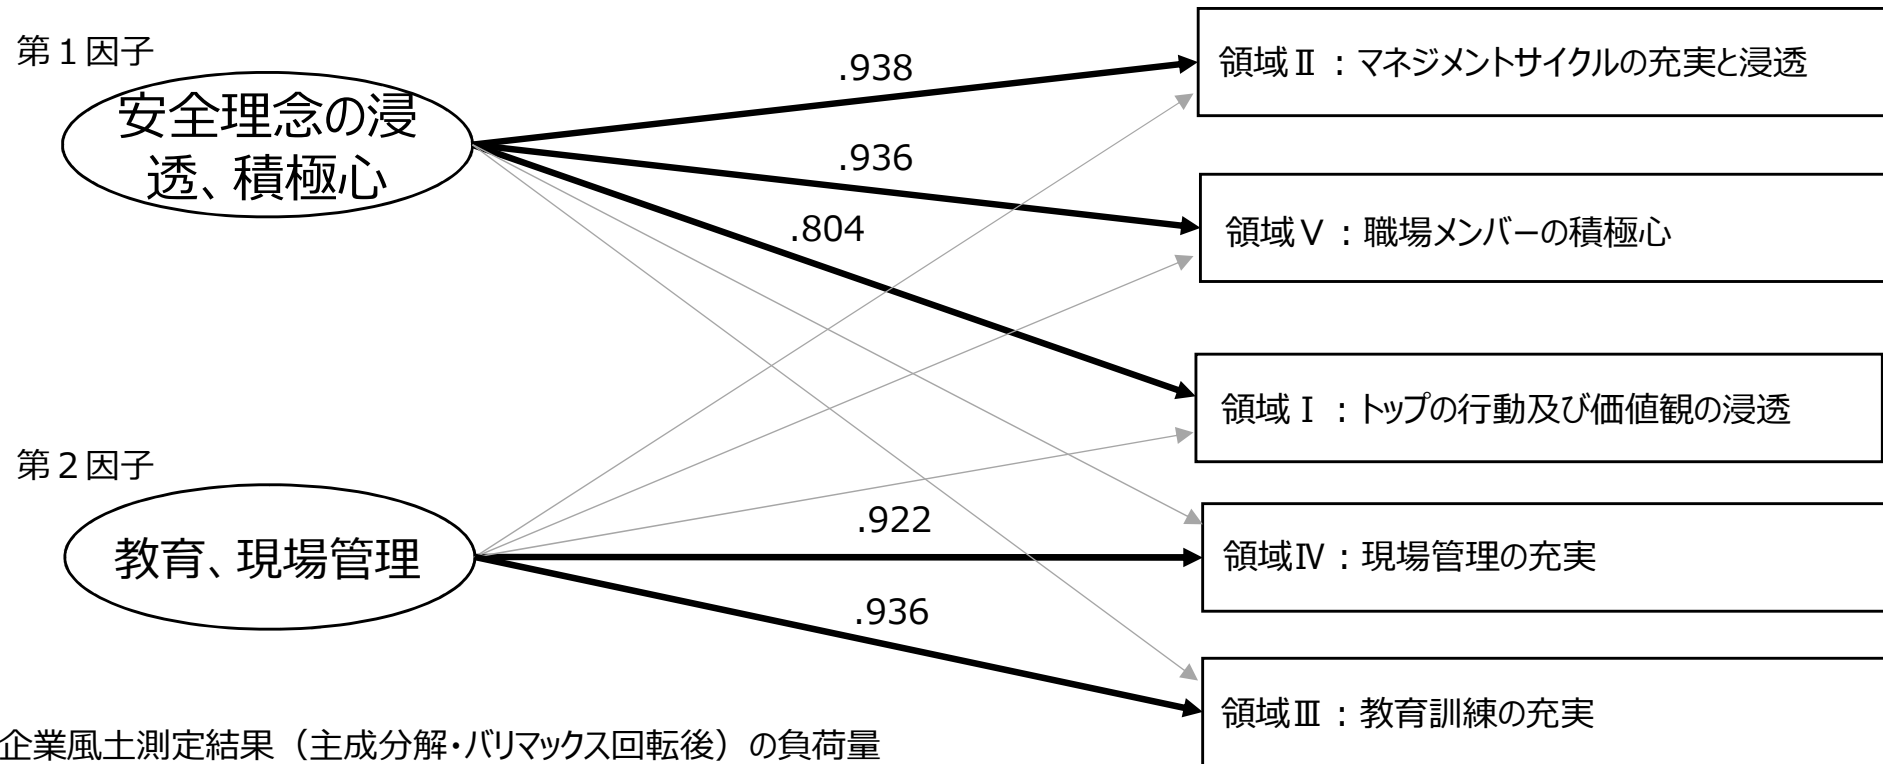 第１因子
安全理念の浸
透、積極心
.938
.936
.804
領域Ⅱ：マネジメントサイクルの充実と浸透
領域Ⅴ：職場メンバーの積極心
領域Ⅰ：トップの行動及び価値観の浸透
第２因子
教育、現場管理
.922
.936
領域Ⅳ：現場管理の充実
領域Ⅲ：教育訓練の充実
企業風土測定結果（主成分解・バリマックス回転後）の負荷量